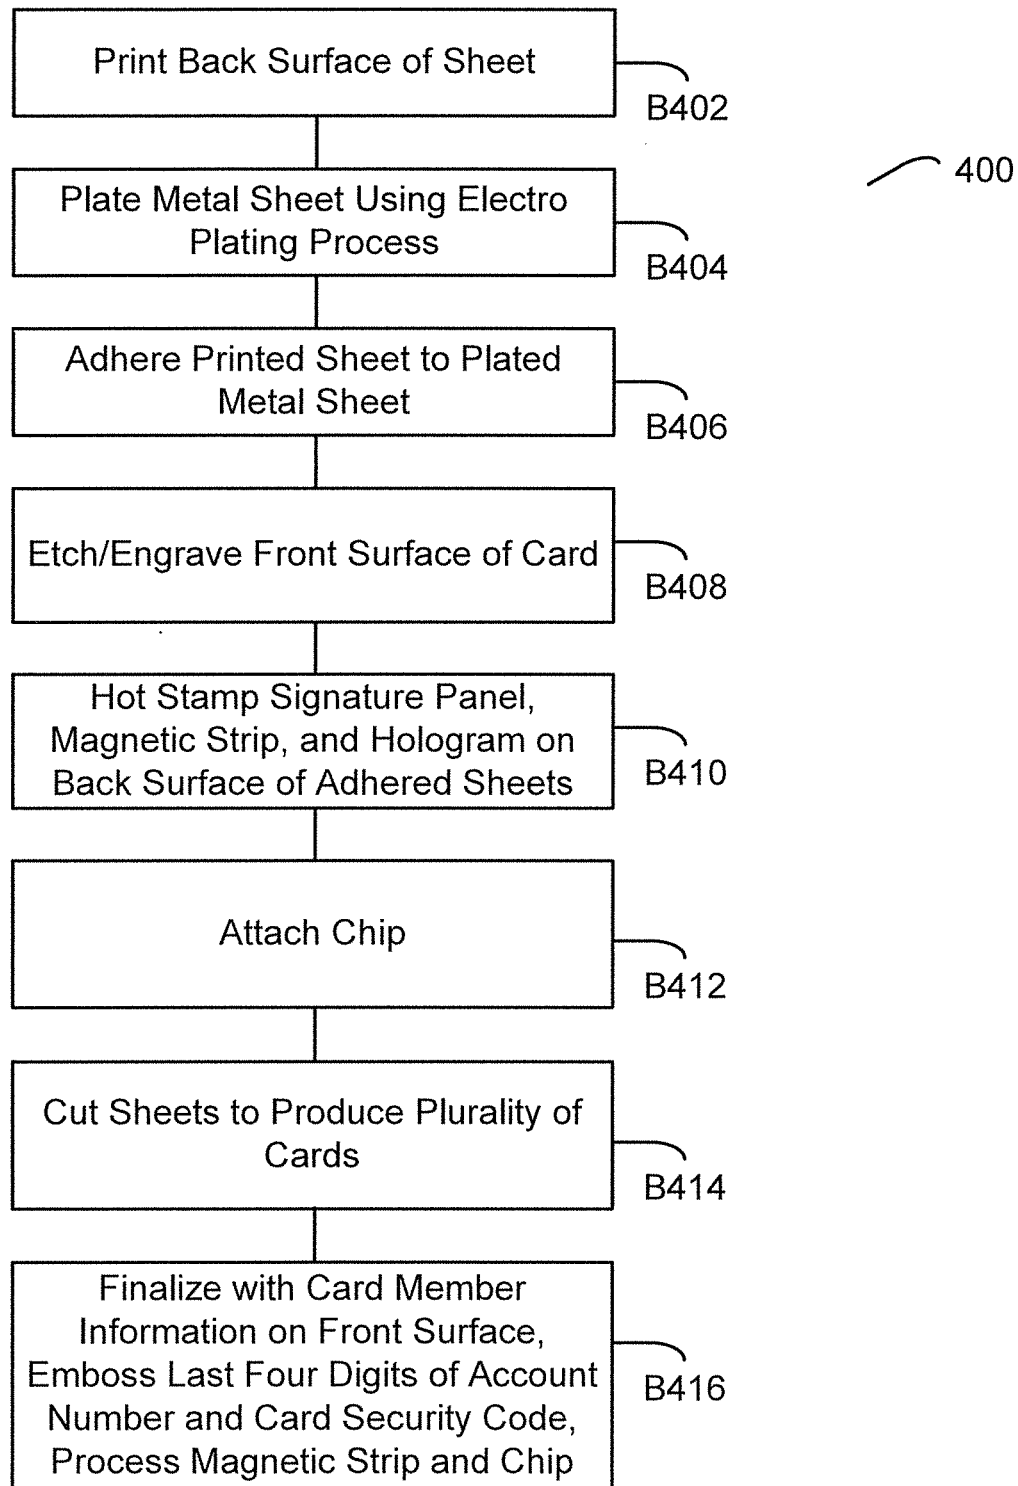 Print Back Surface of Sheet
B402
400
Plate Metal Sheet Using Electro
Plating Process
B404
Adhere Printed Sheet to Plated
Metal Sheet
B406
Etch/Engrave Front Surface of Card
B408
Hot Stamp Signature Panel,
Magnetic Strip, and Hologram on
Back Surface of Adhered Sheets
B410
Attach Chip
B412
Cut Sheets to Produce Plurality of
Cards
B414
Finalize with Card Member
Information on Front Surface,
Emboss Last Four Digits of Account
Number and Card Security Code,
Process Magnetic Strip and Chip
B416